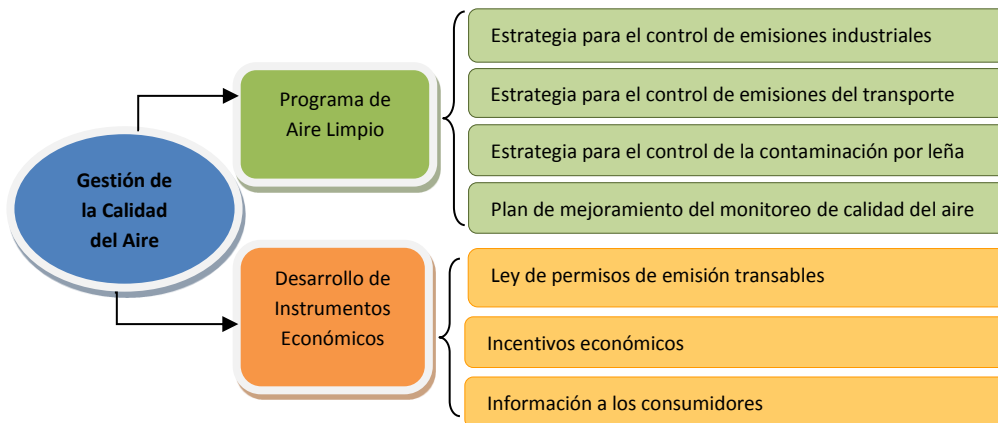 Gestión de
la Calidad
del Aire
Programa de
Aire Limpio
Estrategia para el control de emisiones industriales
Estrategia para el control de emisiones del transporte
Estrategia para el control de la contaminación por leña
Plan de mejoramiento del monitoreo de calidad del aire
Desarrollo de
Instrumentos
Económicos
Ley de permisos de emisión transables
Incentivos económicos
Información a los consumidores